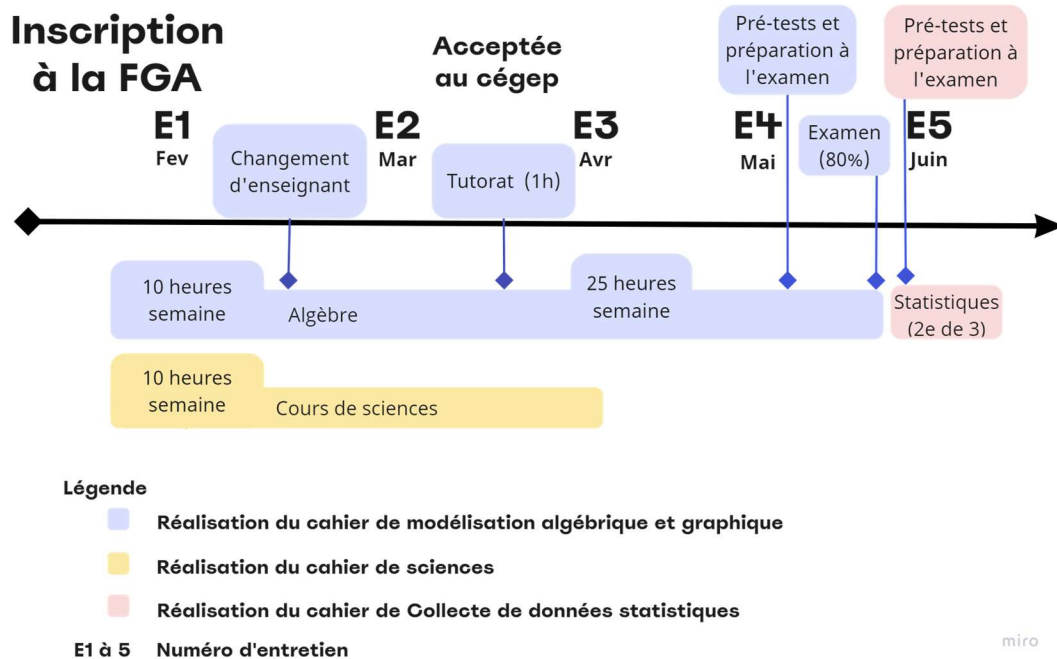 Inscription
à la FGA
Acceptée
au cégep
Pré-tests et
préparation à
l'examen
Pré-tests et
préparation à
l'examen
E1
Fev
Changement
d'enseignant
E2
Mar
Tutorat (1h)
E3
Avr
E4
Mai
Examen
(80%)
E5
Juin
10 heures
semaine
Algèbre
25 heures
semaine
Statistiques
(2e de 3)
10 heures
semaine
Cours de sciences
Légende
Réalisation du cahier de modélisation algébrique et graphique
Réalisation du cahier de sciences
Réalisation du cahier de Collecte de données statistiques
E1 à 5 Numéro d'entretien
miro